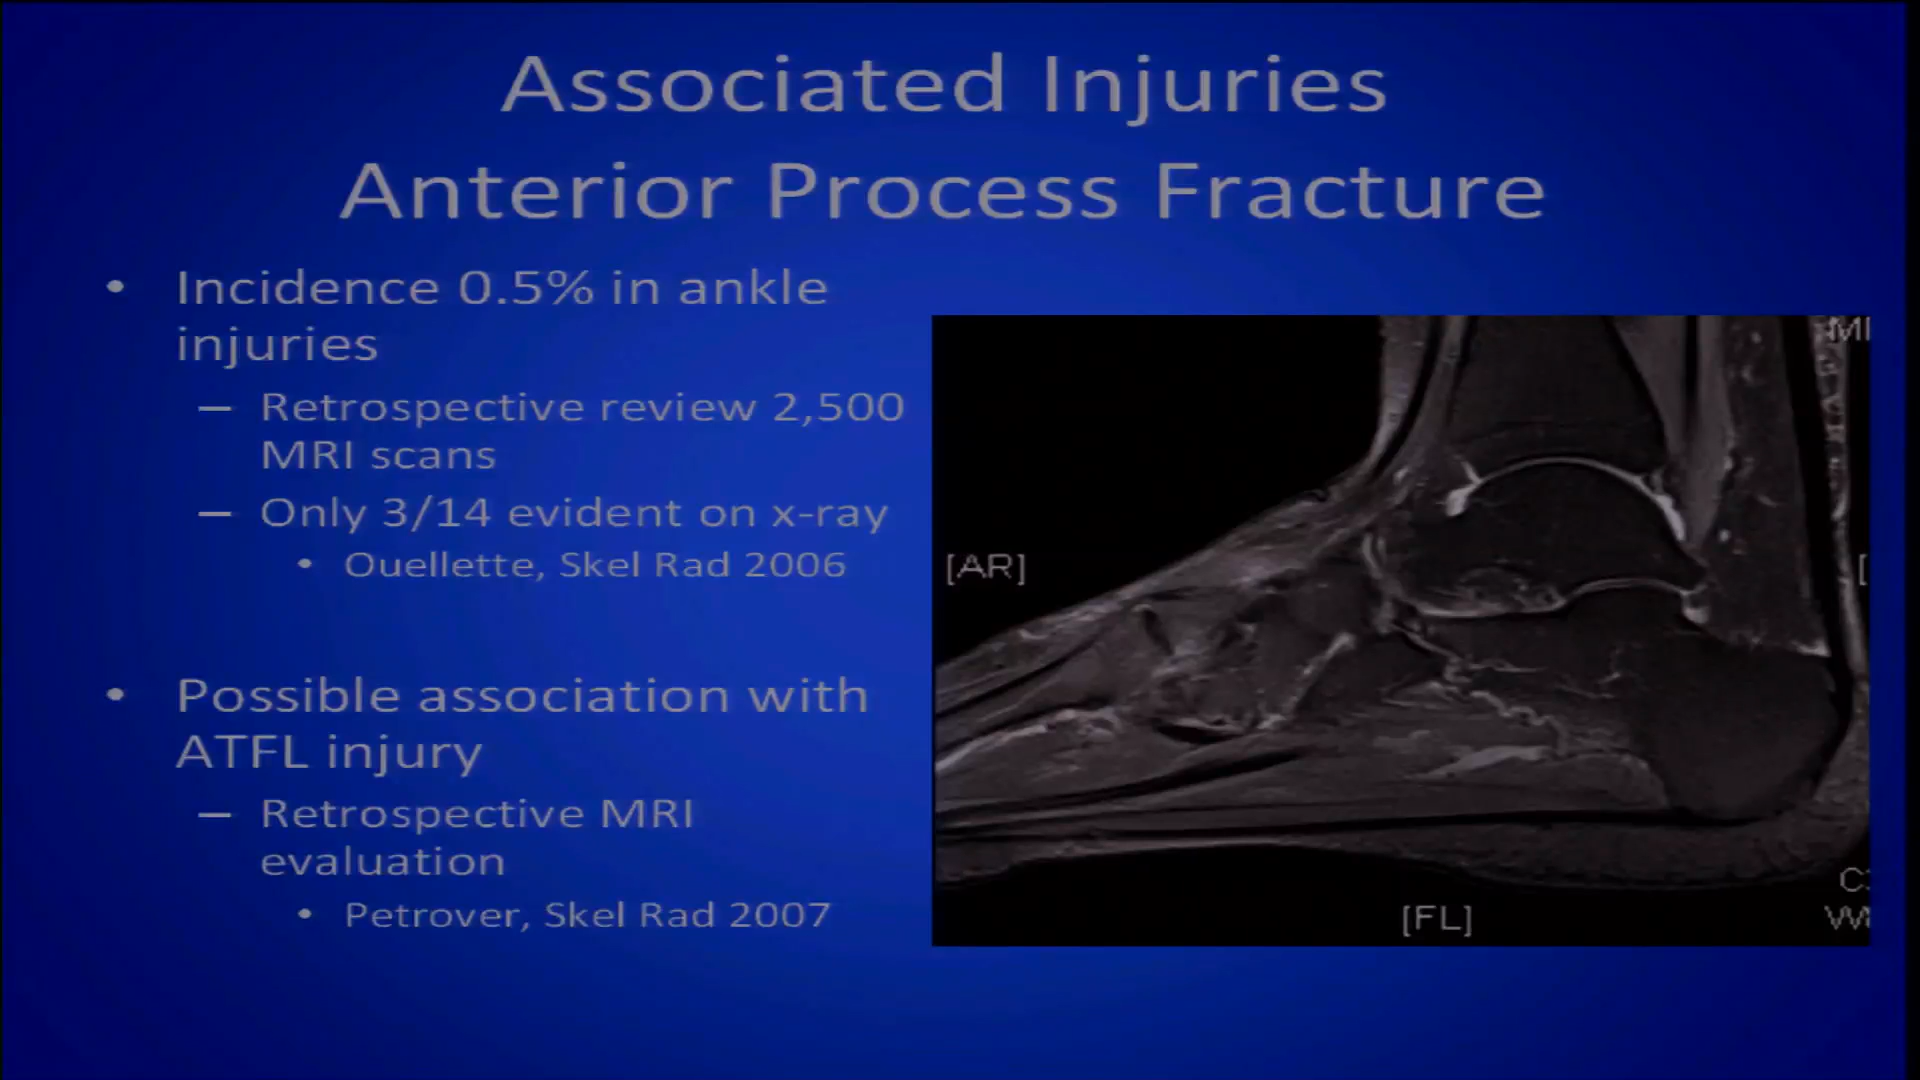 Associated Injuries
Anterior Process Fracture
• Incidence 0.5% in ankle
injuries
– Retrospective review 2,500
MRI scans
– Only 3/14 evident on x-ray
• Ouellette, Skel Rad 2006
• Possible association with
ATFL injury
– Retrospective MRI
evaluation
• Petrover, Skel Rad 2007
[AR]
[FL]